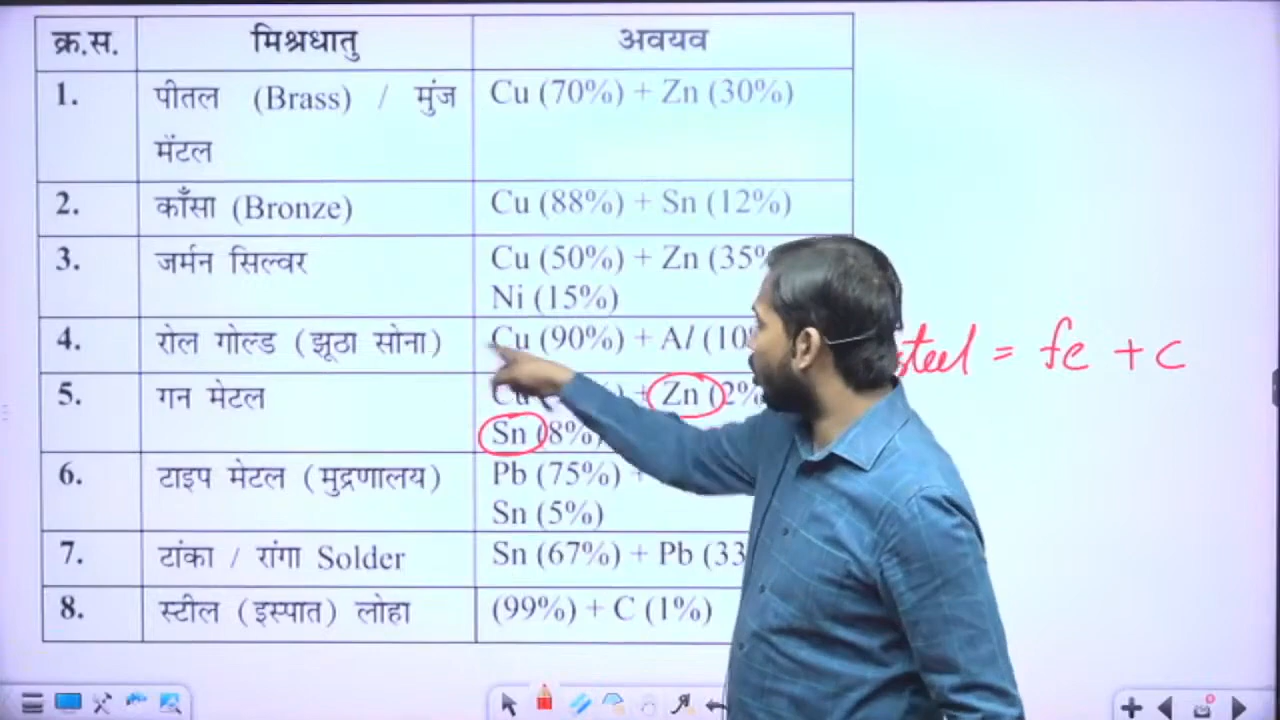 क्र.स. मिश्रधातु अवयव
1. पीतल (Brass) / मुंज Cu (70%) + Zn (30%)
मेंटल
2. काँसा (Bronze) Cu (88%) + Sn (12%)
3. जर्मन सिल्वर Cu (50%) + Zn (35%
Ni (15%)
4. रोल गोल्ड (झूठा सोना) Cu (90%) + Al (10
5. गन मेटल Cu + Zn (2%
Sn (8%)
6. टाइप मेटल (मुद्रणालय) Pb (75%) +
Sn (5%)
7. टांका / रांगा Solder Sn (67%) + Pb (33
8. स्टील (इस्पात) लोहा (99%) + C (1%)
steel = fe + c